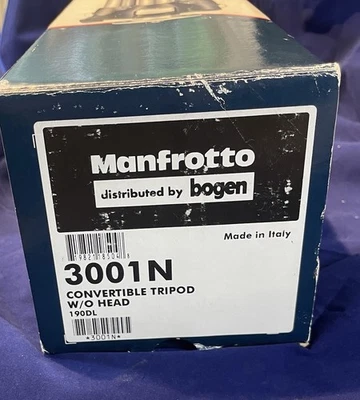 Manfrotto
distributed by bogen
Made in Italy
3001N
CONVERTIBLE TRIPOD
W/O HEAD
190DL
*3001N*